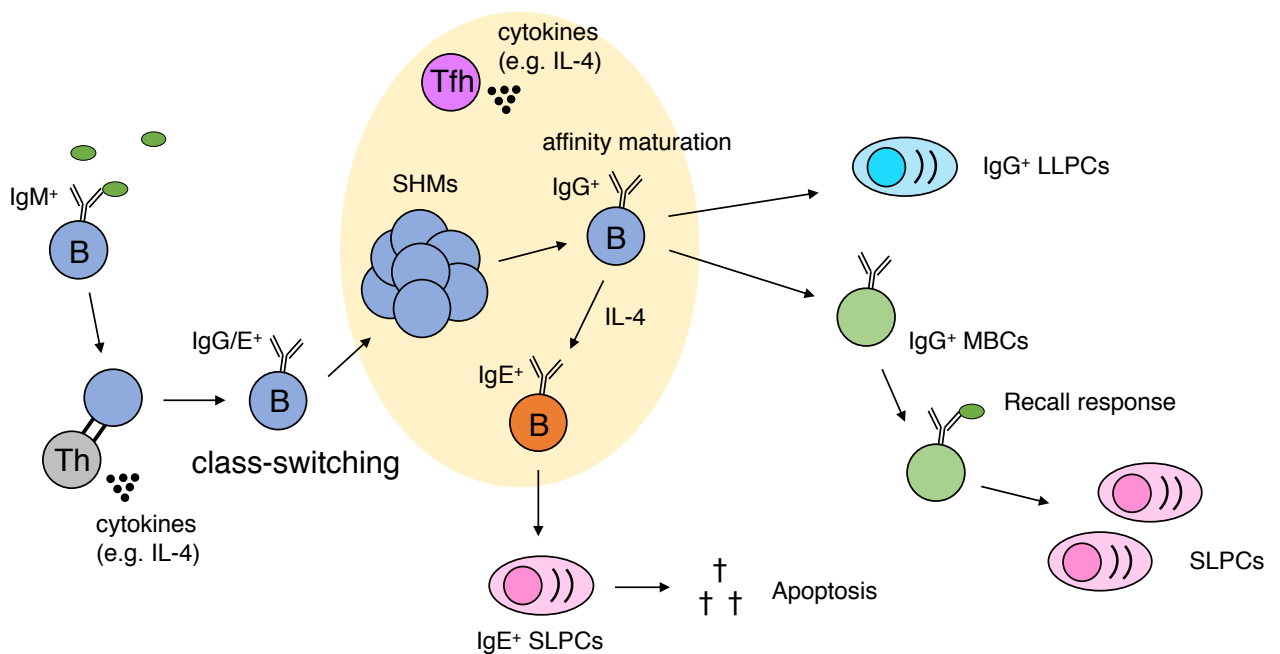 cytokines
(e.g. IL-4)
Tfh
affinity maturation
IgG⁺ LLPCs
IgM⁺
SHMs
IgG⁺
B
B
IL-4
IgG/E⁺
IgG⁺ MBCs
IgE⁺
B
B
Recall response
Th
class-switching
cytokines
(e.g. IL-4)
SLPCs
Apoptosis
IgE⁺ SLPCs